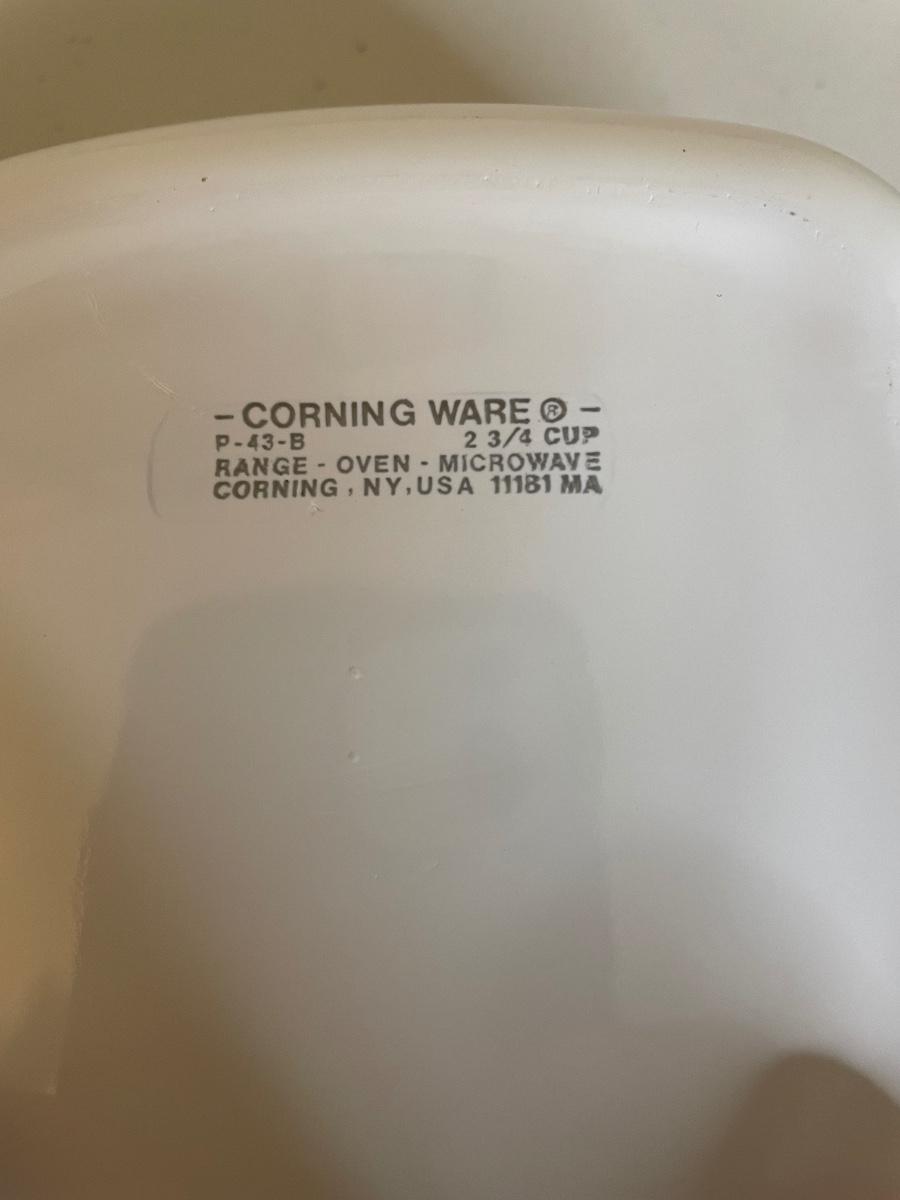 - CORNING WARE ® -
P-43-B 2 3/4 CUP
RANGE - OVEN - MICROWAVE
CORNING, NY, USA 11181 MA